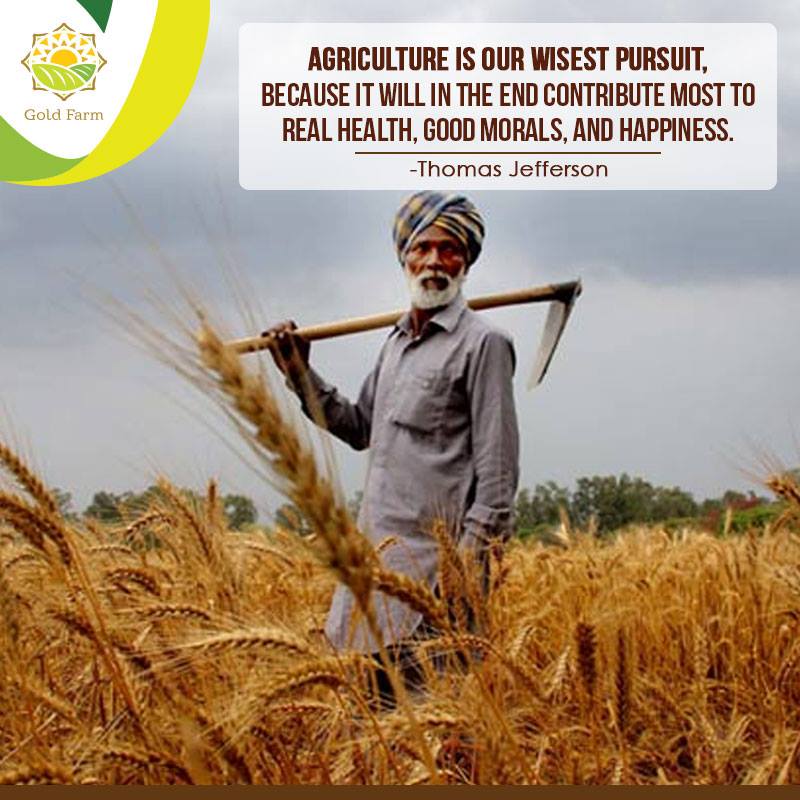 Gold Farm
AGRICULTURE IS OUR WISEST PURSUIT,
BECAUSE IT WILL IN THE END CONTRIBUTE MOST TO
REAL HEALTH, GOOD MORALS, AND HAPPINESS.
-Thomas Jefferson